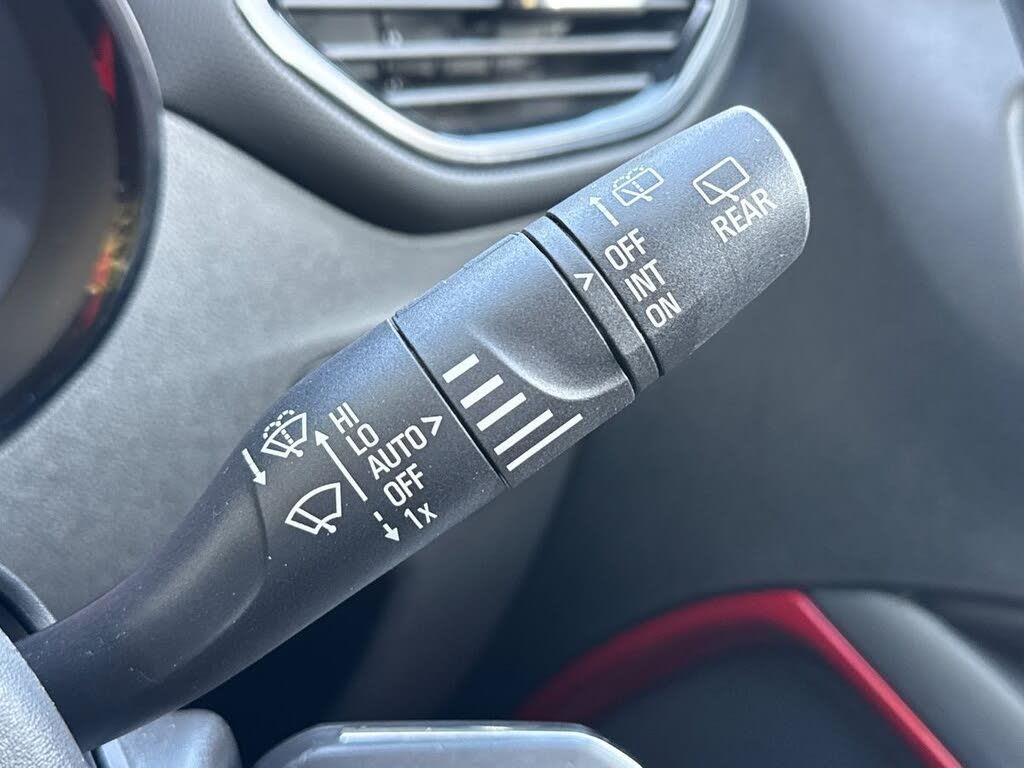 OFF
INT
ON
REAR
HI
LO
AUTO
OFF
1x